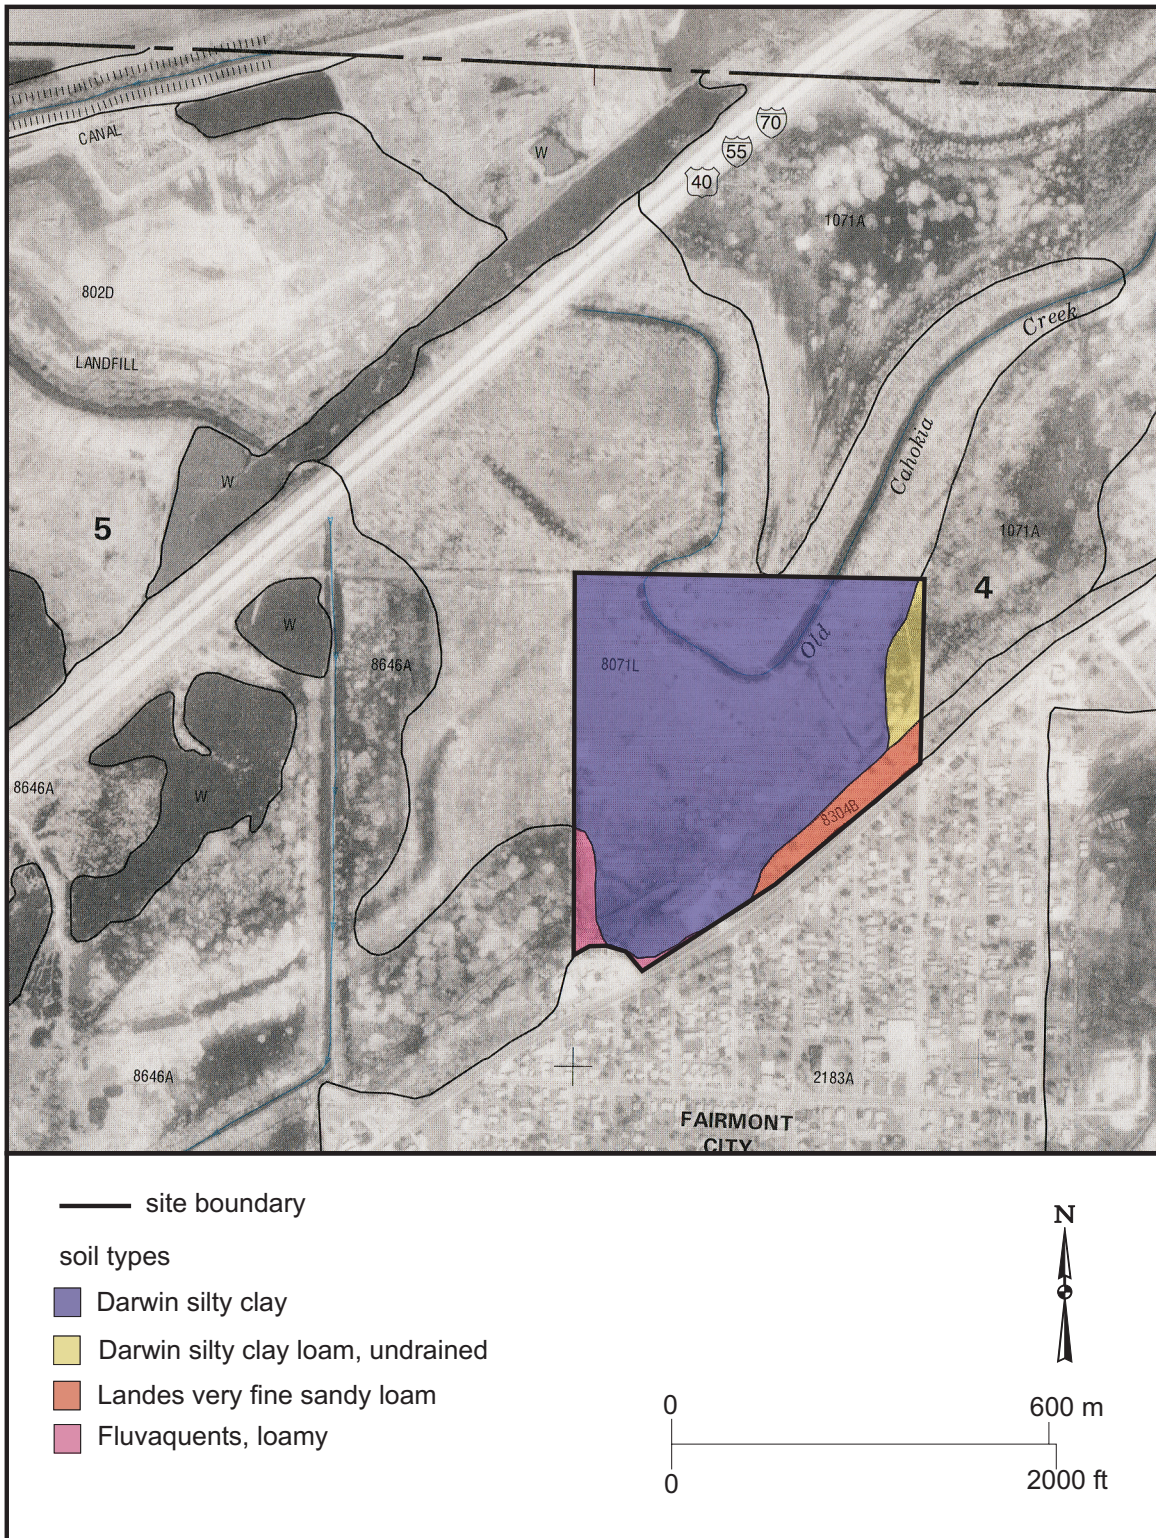 CANAL
W
70
55
40
1071A
802D
Creek
LANDFILL
Cahokia
W
5
1071A
4
W
Old
8646A
8071L
8646A
W
8304B
8646A
2183A
FAIRMONT
CITY
site boundary
N
soil types
Darwin silty clay
Darwin silty clay loam, undrained
Landes very fine sandy loam
Fluvaquents, loamy
0
600 m
0
2000 ft